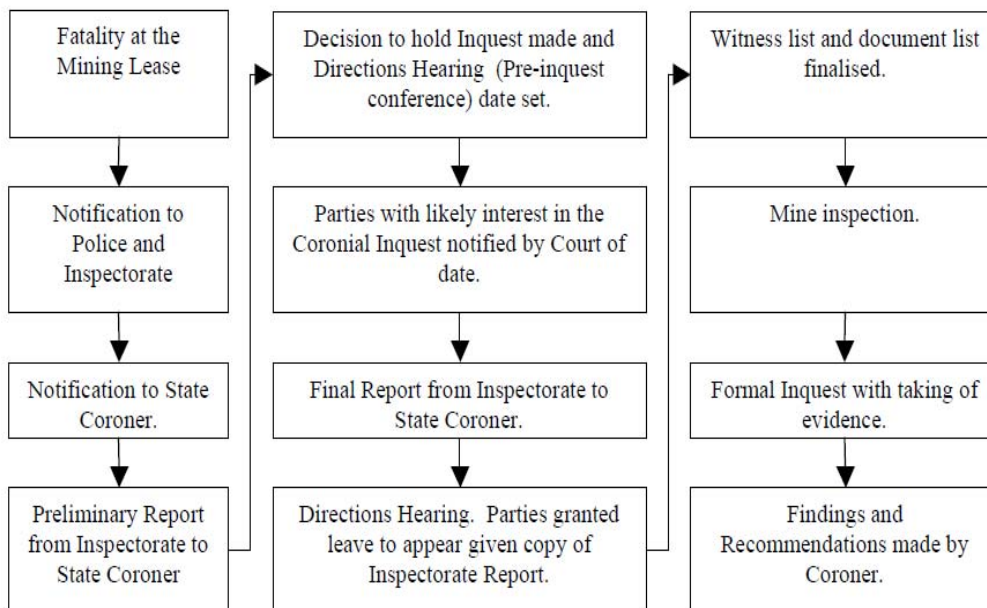 Fatality at the
Mining Lease
Notification to
Police and
Inspectorate
Notification to State
Coroner.
Preliminary Report
from Inspectorate to
State Coroner
Decision to hold Inquest made and
Directions Hearing (Pre-inquest
conference) date set.
Parties with likely interest in the
Coronial Inquest notified by Court of
date.
Final Report from Inspectorate to
State Coroner.
Directions Hearing. Parties granted
leave to appear given copy of
Inspectorate Report.
Witness list and document list
finalised.
Mine inspection.
Formal Inquest with taking of
evidence.
Findings and
Recommendations made by
Coroner.